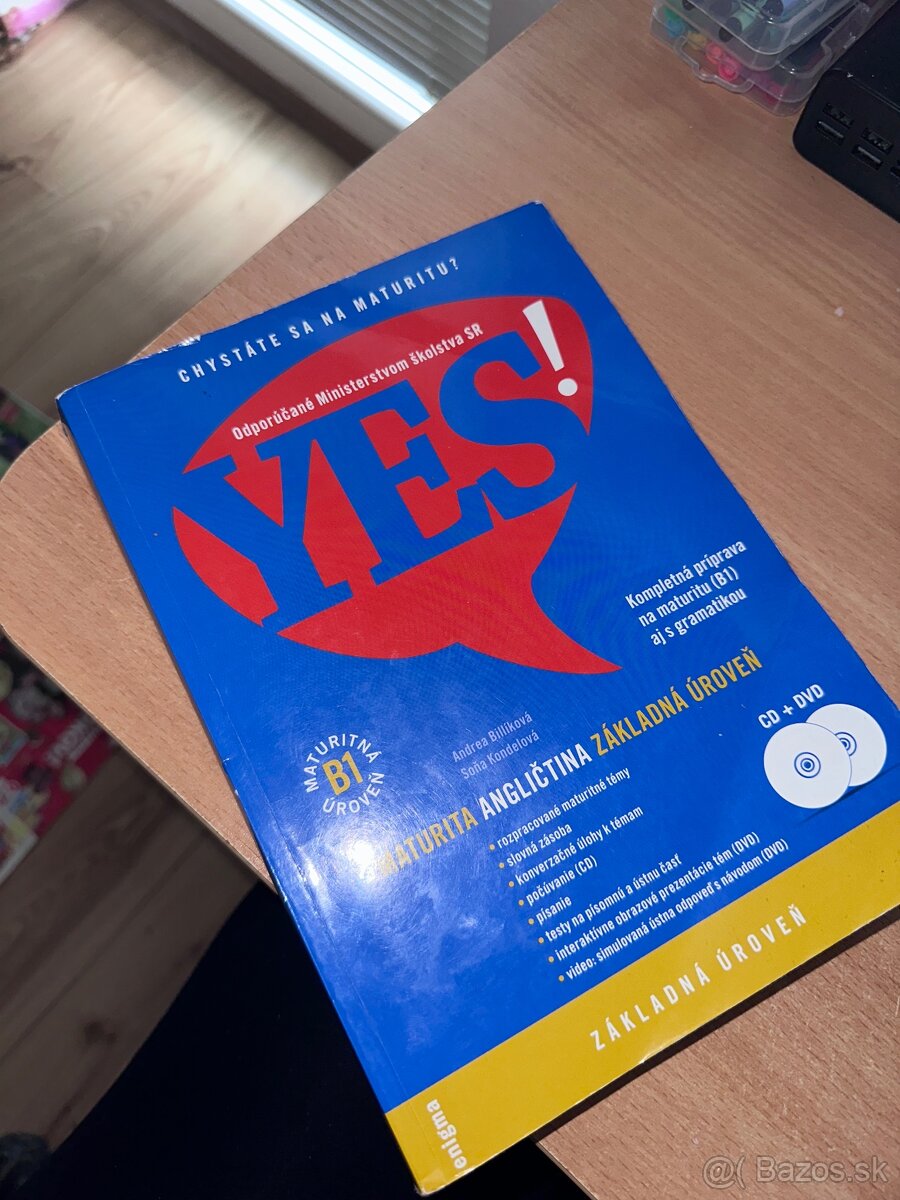 CHYSTÁTE SA NA MATURITU?
Odporúčané Ministerstvom školstva SR
YES!
Kompletná príprava
na maturitu (B1)
aj s gramatikou
CD + DVD
MATURITNÁ
B1
ÚROVEŇ
Andrea Billíková
Soňa Kondelová
MATURITA ANGLIČTINA ZÁKLADNÁ ÚROVEŇ
• rozpracované maturitné témy
• slovná zásoba
• konverzačné úlohy k témam
• počúvanie (CD)
• písanie
• testy na písomnú a ústnu časť
• interaktívne obrazové prezentácie tém (DVD)
• video: simulovaná ústna odpoveď s návodom (DVD)
ZÁKLADNÁ ÚROVEŇ
enigma
@( Bazos.sk